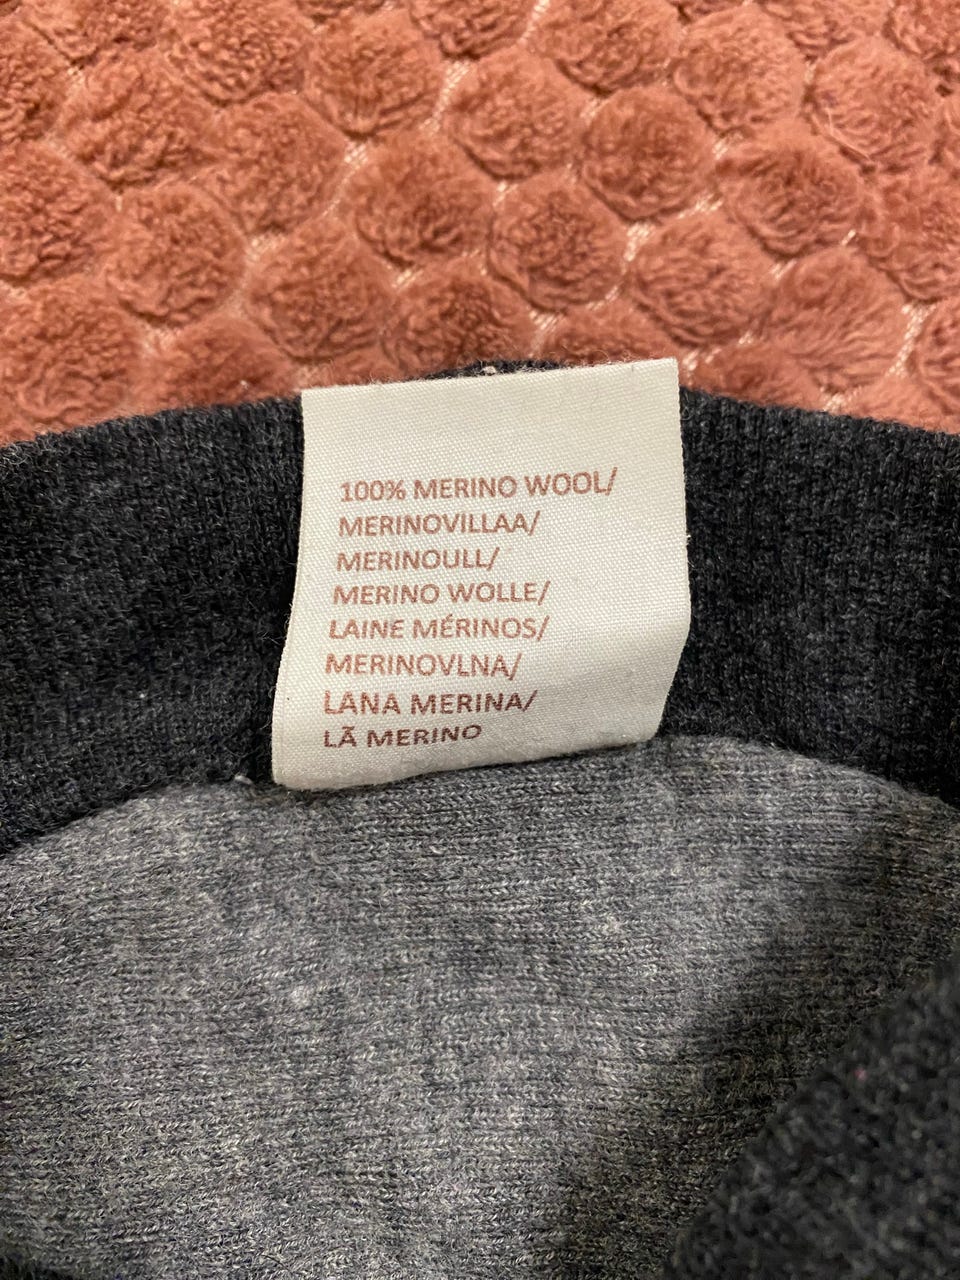 100% MERINO WOOL/
MERINOVILLAA/
MERINOULL/
MERINO WOLLE/
LAINE MÉRINOS/
MERINOVLNA/
LANA MERINA/
LÃ MERINO